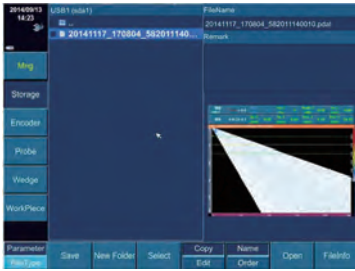 2014/09/13
14:23
USB1 (sda1)
..
20141117_170804_582011140...
FileName
20141117_170804_582011140010.pdat
Remark
Mng
Storage
Encoder
Probe
Wedge
WorkPiece
Parameter
FileType
Save
New Folder
Select
Copy
Edit
Name
Order
Open
FileInfo